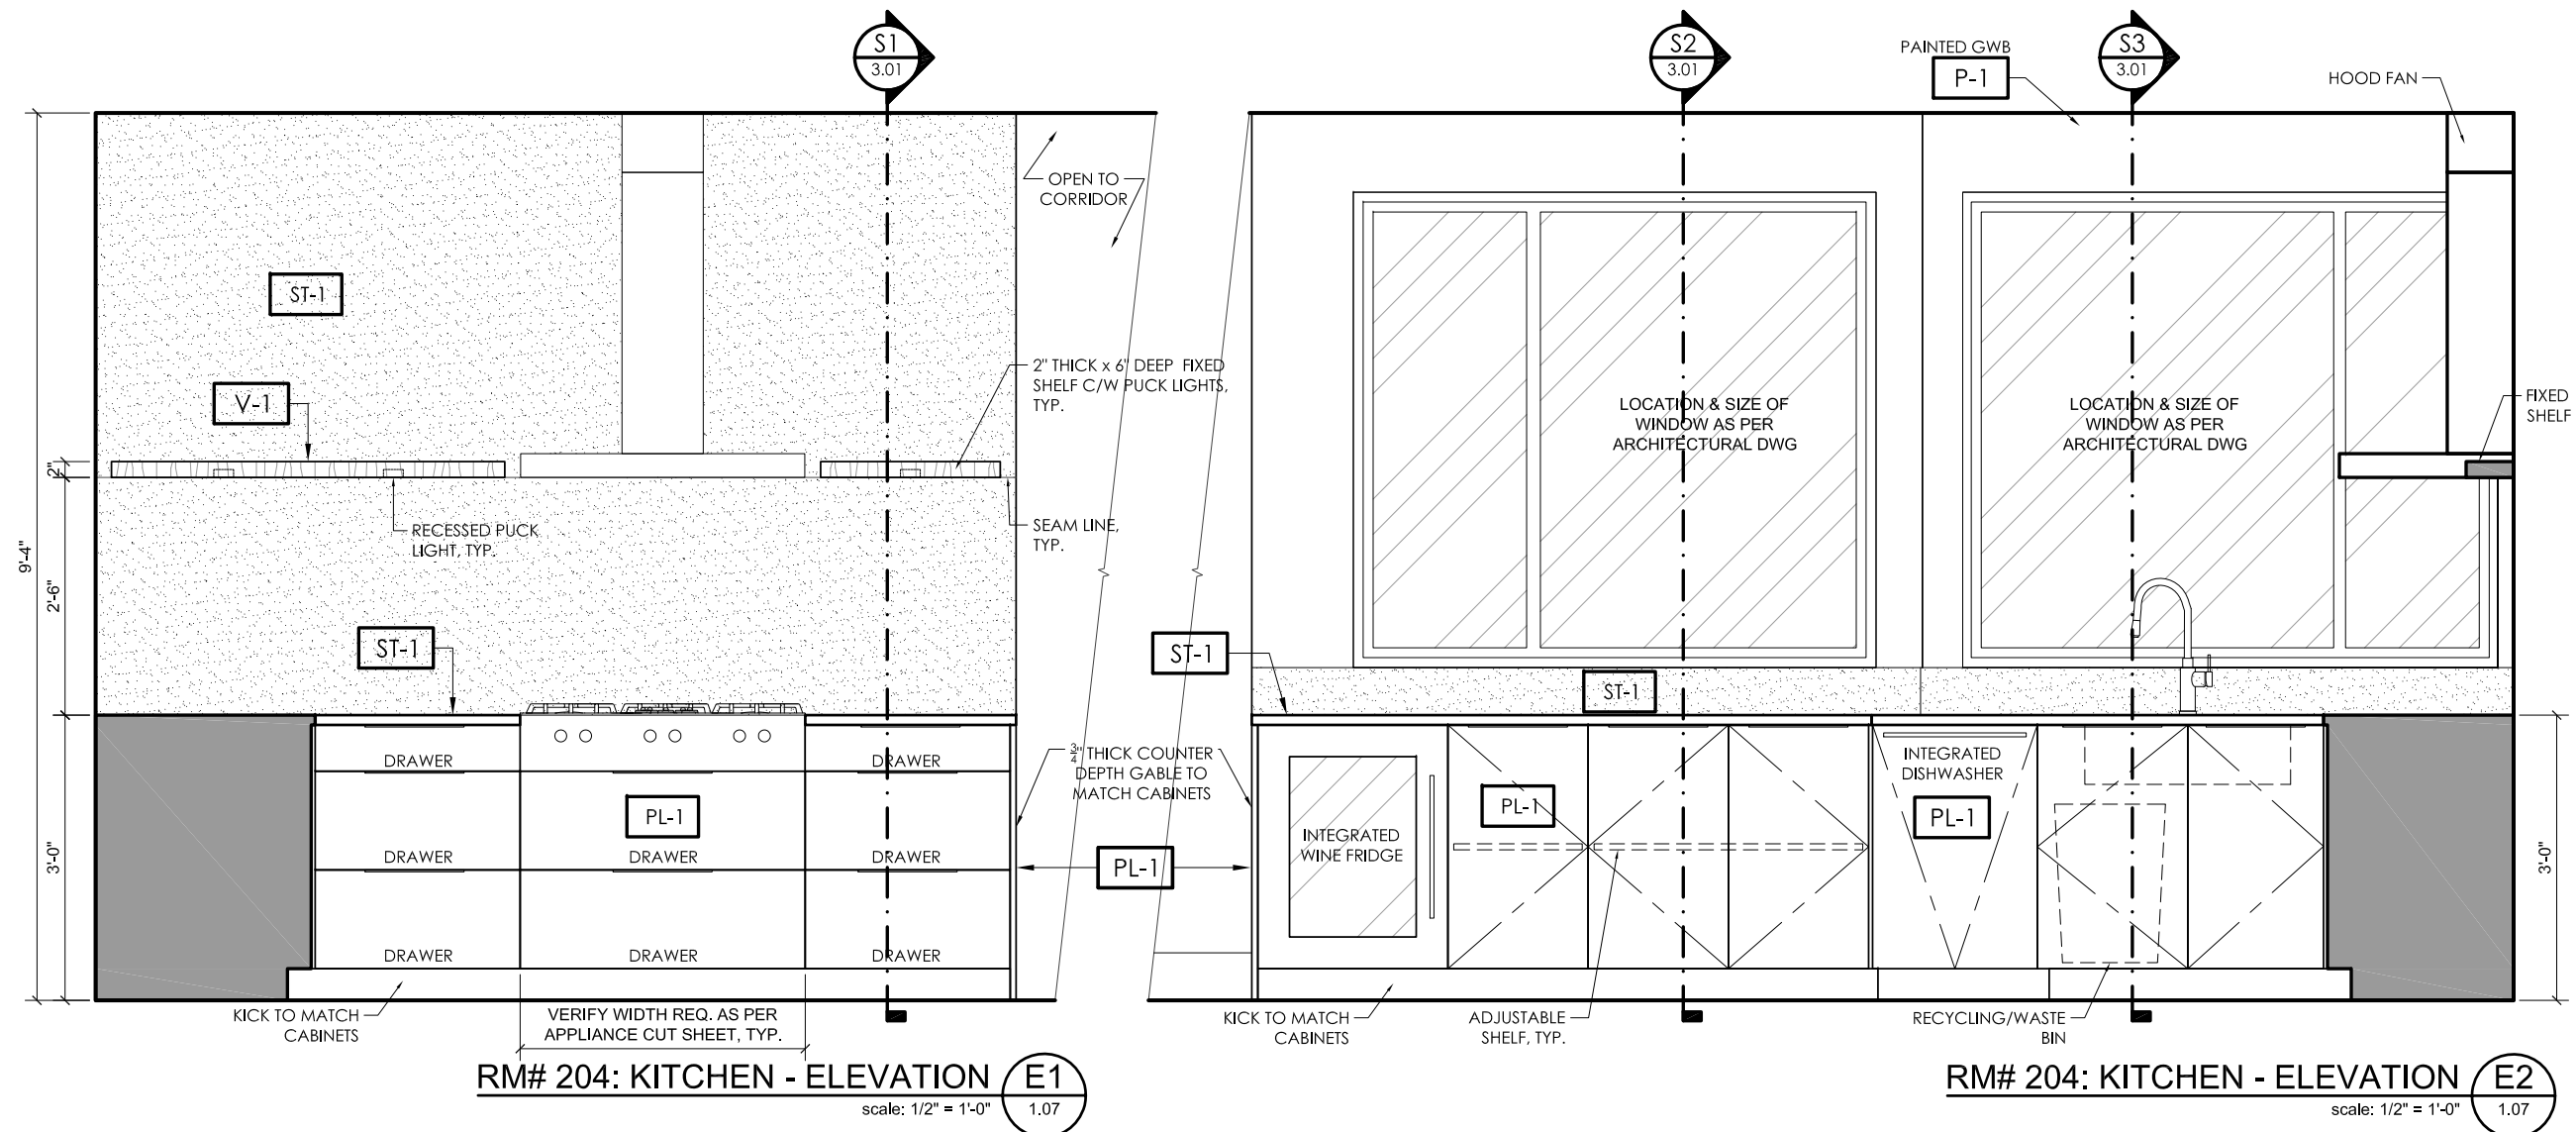 S1
3.01
S2
3.01
PAINTED GWB
P-1
S3
3.01
HOOD FAN
OPEN TO
CORRIDOR
ST-1
2" THICK x 6" DEEP FIXED
SHELF C/W PUCK LIGHTS,
TYP.
V-1
LOCATION & SIZE OF
WINDOW AS PER
ARCHITECTURAL DWG
LOCATION & SIZE OF
WINDOW AS PER
ARCHITECTURAL DWG
FIXED
SHELF
2"
RECESSED PUCK
LIGHT, TYP.
SEAM LINE,
TYP.
9'-4"
2'-6"
ST-1
ST-1
ST-1
3'-0"
DRAWER
DRAWER
3/4" THICK COUNTER
DEPTH GABLE TO
MATCH CABINETS
INTEGRATED
DISHWASHER
PL-1
PL-1
PL-1
INTEGRATED
WINE FRIDGE
DRAWER
DRAWER
DRAWER
PL-1
3'-0"
DRAWER
DRAWER
DRAWER
KICK TO MATCH
CABINETS
VERIFY WIDTH REQ. AS PER
APPLIANCE CUT SHEET, TYP.
KICK TO MATCH
CABINETS
ADJUSTABLE
SHELF, TYP.
RECYCLING/WASTE
BIN
RM# 204: KITCHEN - ELEVATION
scale: 1/2" = 1'-0"
E1
1.07
RM# 204: KITCHEN - ELEVATION
scale: 1/2" = 1'-0"
E2
1.07